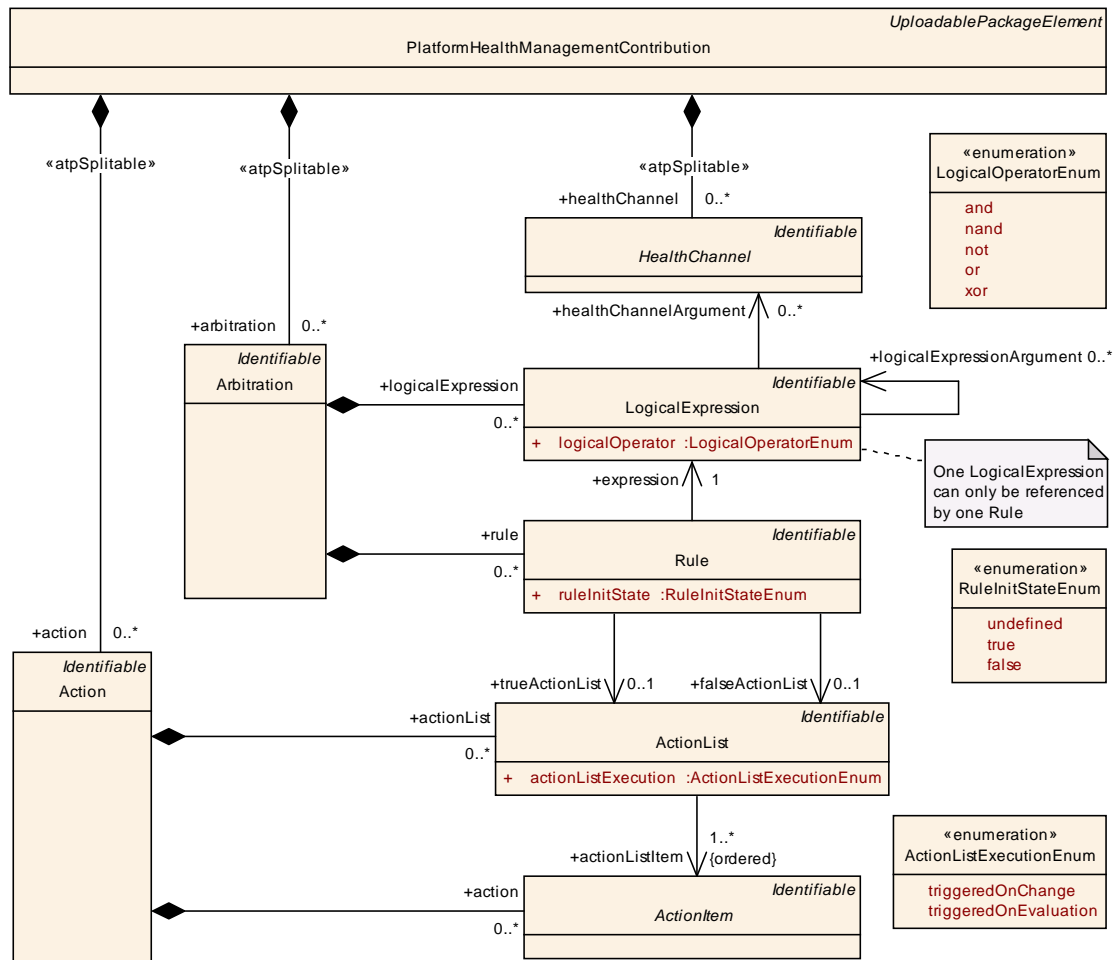 UploadablePackageElement
PlatformHealthManagementContribution
«atpSplitable»
«atpSplitable»
«atpSplitable»
«enumeration»
LogicalOperatorEnum
and
nand
not
or
xor
+healthChannel 0..*
Identifiable
HealthChannel
+healthChannelArgument 0..*
+arbitration 0..*
Identifiable
Arbitration
+logicalExpression
0..*
+logicalExpressionArgument 0..*
Identifiable
LogicalExpression
+ logicalOperator :LogicalOperatorEnum
One LogicalExpression
can only be referenced
by one Rule
+expression 1
+rule
0..*
Identifiable
Rule
+ ruleInitState :RuleInitStateEnum
«enumeration»
RuleInitStateEnum
undefined
true
false
+action 0..*
Identifiable
Action
+trueActionList 0..1
+falseActionList 0..1
+actionList
0..*
Identifiable
ActionList
+ actionListExecution :ActionListExecutionEnum
1..*
+actionListItem {ordered}
«enumeration»
ActionListExecutionEnum
triggeredOnChange
triggeredOnEvaluation
+action
0..*
Identifiable
ActionItem